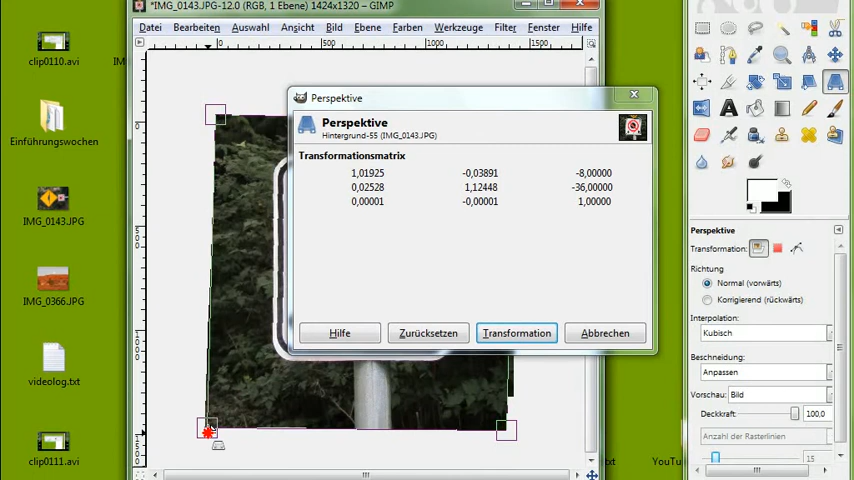 *IMG_0143.JPG-12.0 (RGB, 1 Ebene) 1424x1320 – GIMP
Datei Bearbeiten Auswahl Ansicht Bild Ebene Farben Werkzeuge Filter Fenster Hilfe
0 500 1000 1500
clip0110.avi
Einführungswochen
IMG_0143.JPG
IMG_0366.JPG
videolog.txt
clip0111.avi
Perspektive
Perspektive
Hintergrund-55 (IMG_0143.JPG)
Transformationsmatrix
1,01925 -0,03891 -8,00000
0,02528 1,12448 -36,00000
0,00001 -0,00001 1,00000
Hilfe Zurücksetzen Transformation Abbrechen
Perspektive
Transformation:
Richtung
Normal (vorwärts)
Korrigierend (rückwärts)
Interpolation:
Kubisch
Beschneidung:
Anpassen
Vorschau: Bild
Deckkraft: 100,0
Anzahl der Rasterlinien
15